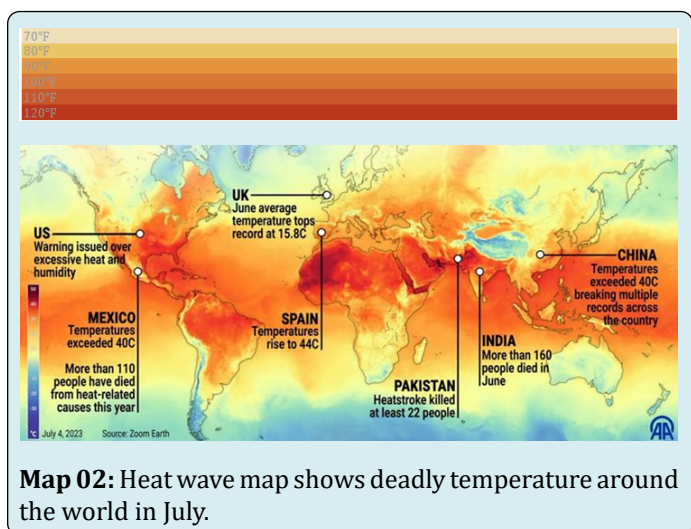 70°F
80°F
90°F
100°F
110°F
120°F
UK
June average
temperature tops
record at 15.8C
US
Warning issued over
excessive heat and
humidity
CHINA
Temperatures
exceeded 40C
breaking multiple
records across
the country
MEXICO
Temperatures
exceeded 40C
More than 110
people have died
from heat-related
causes this year
SPAIN
Temperatures
rise to 44C
INDIA
More than 160
people died in
June
PAKISTAN
Heatstroke killed
at least 22 people
50
°C
July 4, 2023 Source: Zoom Earth
AA
Map 02: Heat wave map shows deadly temperature around
the world in July.